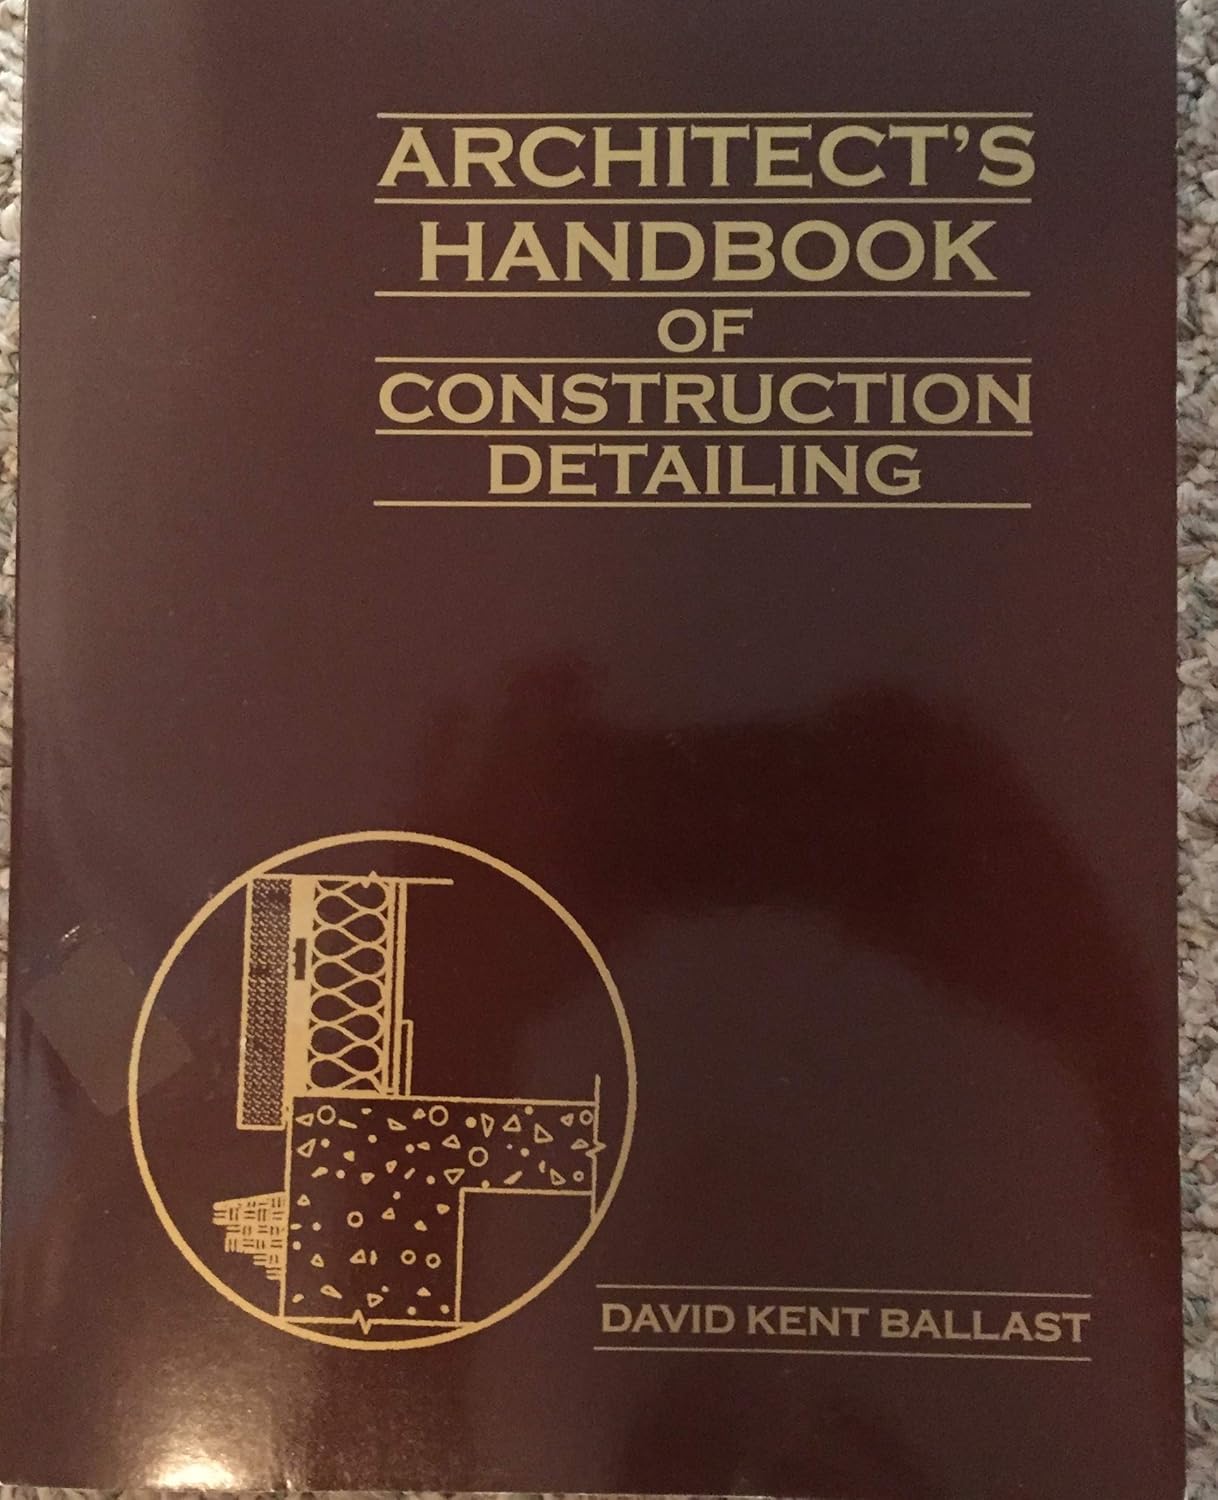 ARCHITECT'S
HANDBOOK
OF
CONSTRUCTION
DETAILING
DAVID KENT BALLAST